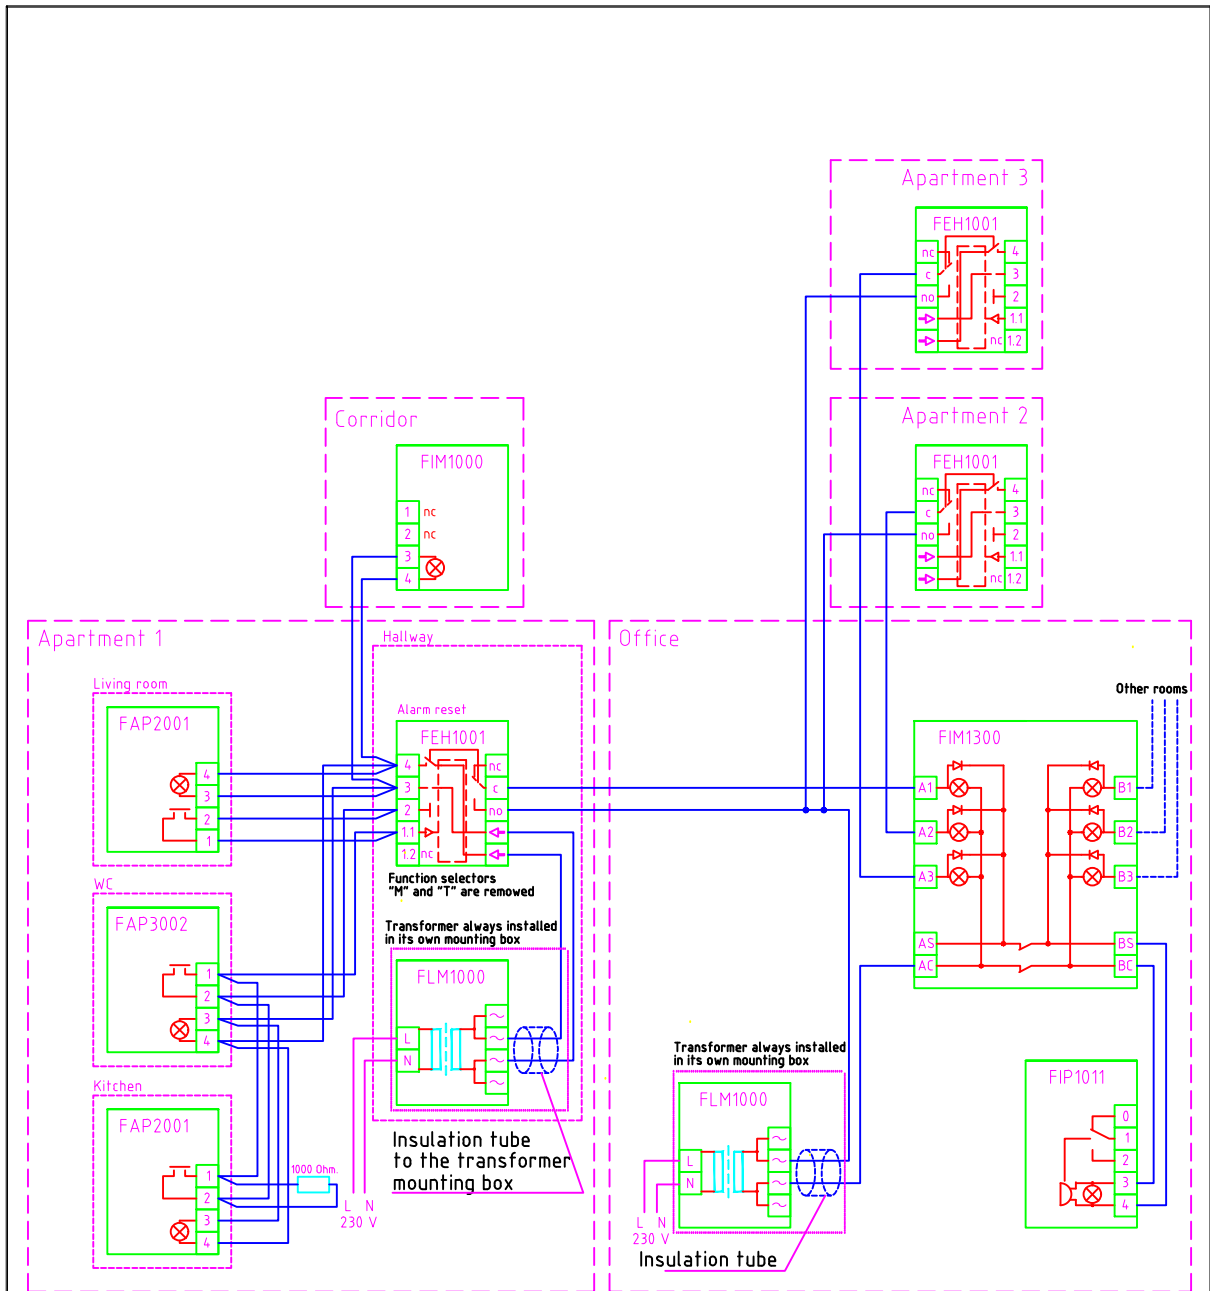 Apartment 3
FEH1001
nc 4
c 3
no 2
1.1
nc 1.2
Corridor
FIM1000
1 nc
2 nc
3
4
Apartment 2
FEH1001
nc 4
c 3
no 2
1.1
nc 1.2
Apartment 1
Living room
FAP2001
4
3
2
1
WC
FAP3002
1
2
3
4
Kitchen
FAP2001
1
2
3
4
1000 Ohm.
Hallway
Alarm reset
FEH1001
4 nc
3 c
2 no
1.1
1.2 nc
Function selectors
"M" and "T" are remowed
Transformer always installed
in its own mounting box
FLM1000
L
N
Insulation tube
to the transformer
mounting box
L N
230 V
Office
Other rooms
FIM1300
A1 B1
A2 B2
A3 B3
AS BS
AC BC
Transformer always installed
in its own mounting box
FLM1000
L
N
L N
230 V
Insulation tube
FIP1011
0
1
2
3
4